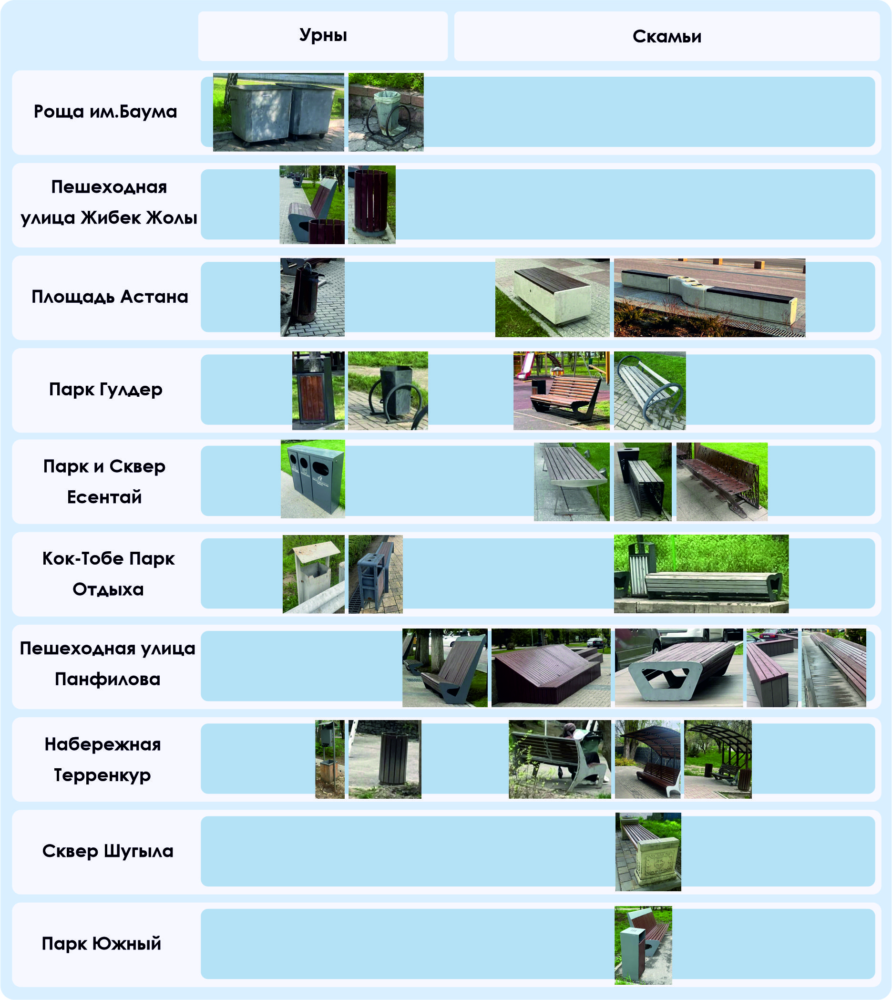 Урны
Скамьи
Роща им.Баума
Пешеходная
улица Жибек Жолы
Площадь Астана
Парк Гулдер
Парк и Сквер
Есентай
Кок-Тобе Парк
Отдыха
Пешеходная улица
Панфилова
Набережная
Терренкур
Сквер Шугыла
Парк Южный